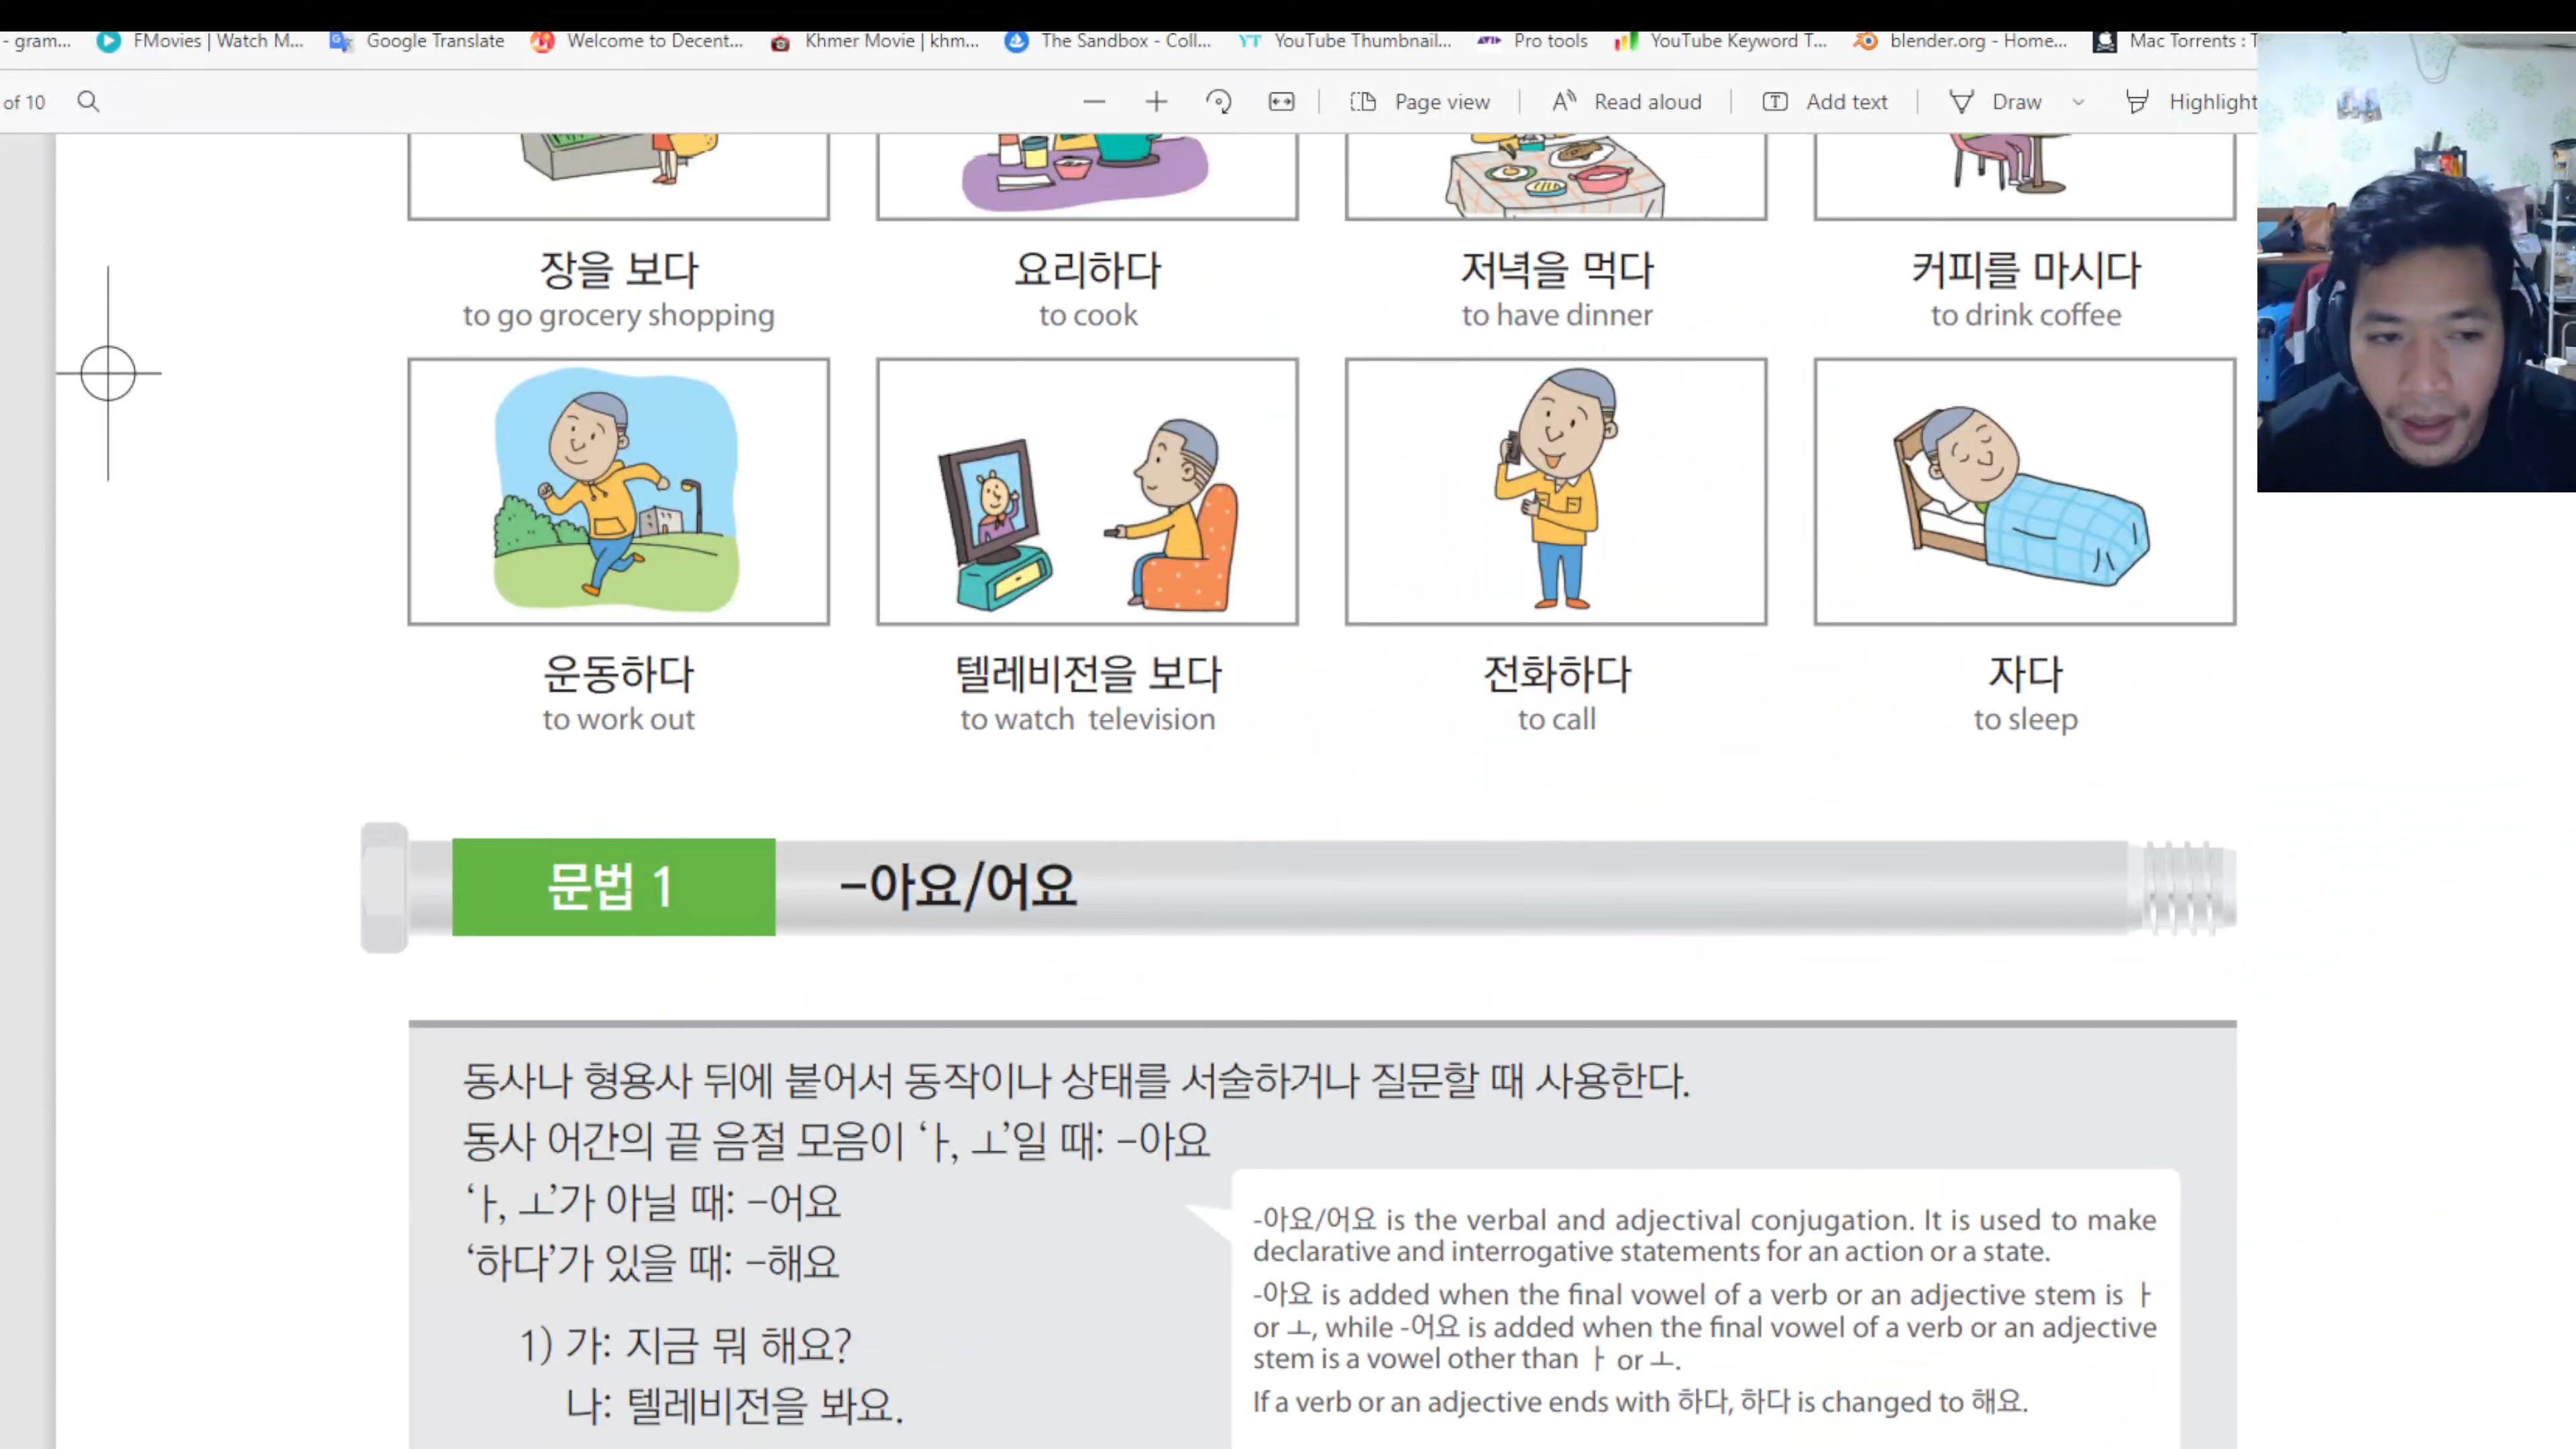 - gram... FMovies | Watch M... Google Translate Welcome to Decent... Khmer Movie | khm... The Sandbox - Coll... YT YouTube Thumbnail... Pro tools YouTube Keyword T... blender.org - Home... Mac Torrents : T
of 10 Page view Read aloud Add text Draw Highlight
장을 보다 요리하다 저녁을 먹다 커피를 마시다
to go grocery shopping to cook to have dinner to drink coffee
운동하다 텔레비전을 보다 전화하다 자다
to work out to watch television to call to sleep
문법 1 –아요/어요
동사나 형용사 뒤에 붙어서 동작이나 상태를 서술하거나 질문할 때 사용한다.
동사 어간의 끝 음절 모음이 ‘ㅏ, ㅗ’일 때: –아요
‘ㅏ, ㅗ’가 아닐 때: –어요
‘하다’가 있을 때: –해요
1) 가: 지금 뭐 해요?
나: 텔레비전을 봐요.
-아요/어요 is the verbal and adjectival conjugation. It is used to make
declarative and interrogative statements for an action or a state.
-아요 is added when the final vowel of a verb or an adjective stem is ㅏ
or ㅗ, while -어요 is added when the final vowel of a verb or an adjective
stem is a vowel other than ㅏ or ㅗ.
If a verb or an adjective ends with 하다, 하다 is changed to 해요.